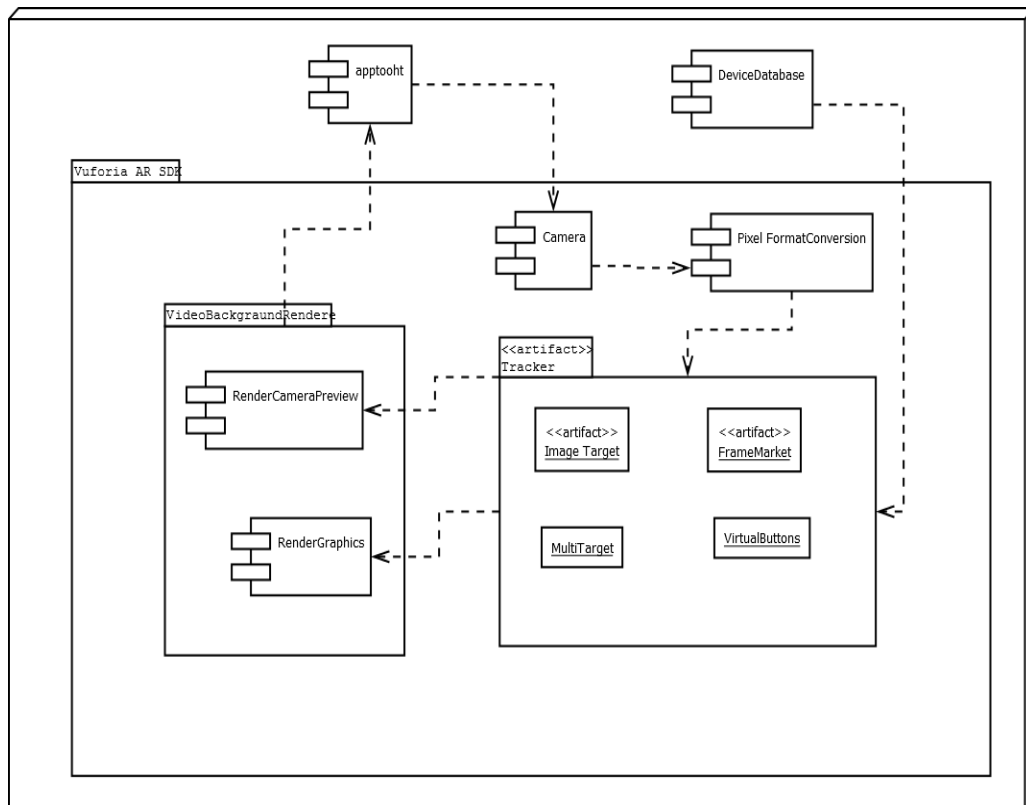 apptooht
DeviceDatabase
Vuforia AR SDK
Camera
Pixel FormatConversion
VideoBackgraundRendere
<<artifact>>
Tracker
RenderCameraPreview
<<artifact>>
Image Target
<<artifact>>
FrameMarket
RenderGraphics
MultiTarget
VirtualButtons